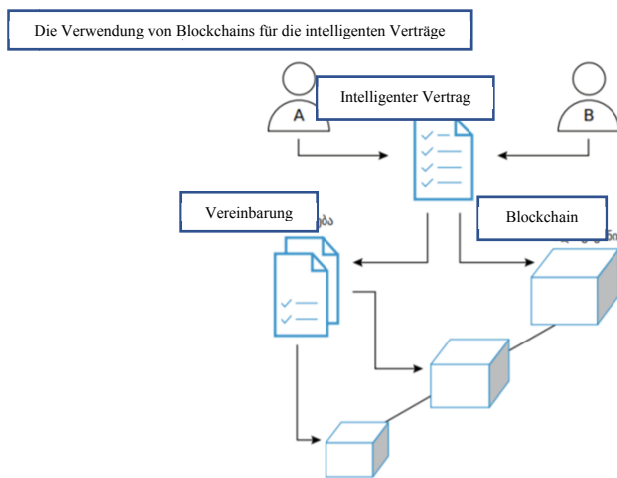 Die Verwendung von Blockchains für die intelligenten Verträge
A
Intelligenter Vertrag
B
Vereinbarung
Blockchain